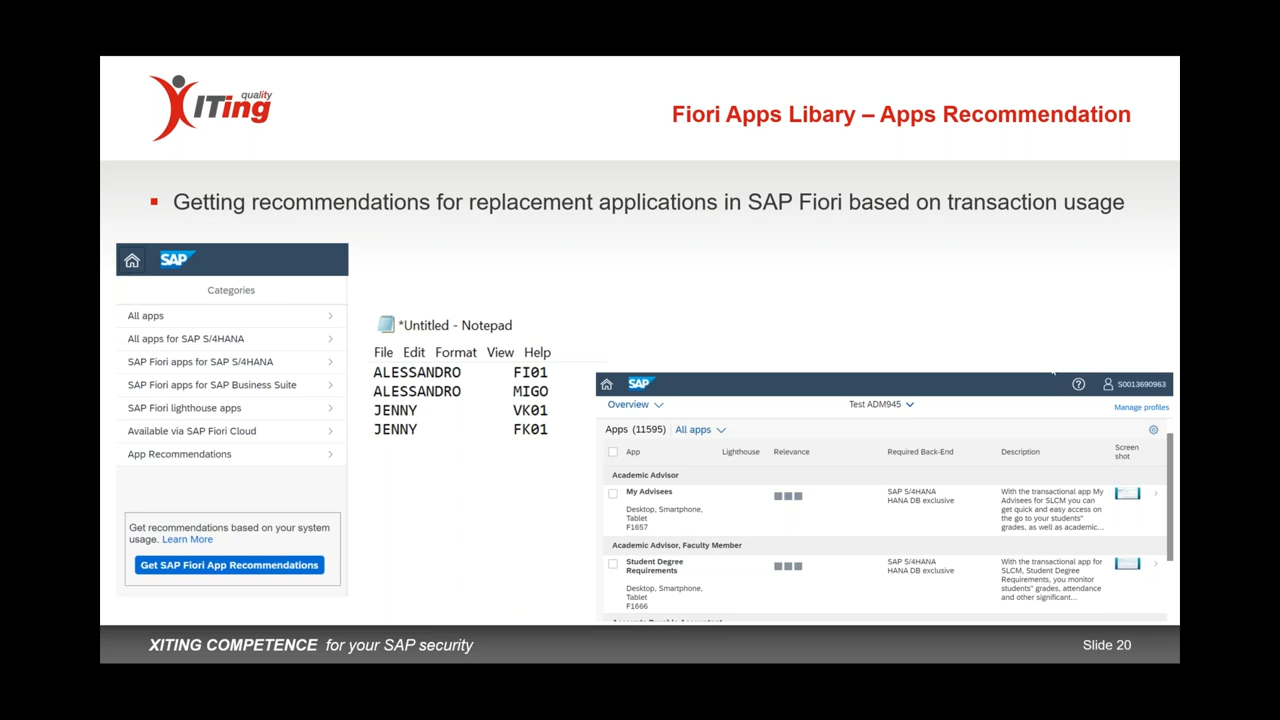 quality
XITing
Fiori Apps Libary – Apps Recommendation
Getting recommendations for replacement applications in SAP Fiori based on transaction usage
SAP
Categories
All apps
All apps for SAP S/4HANA
SAP Fiori apps for SAP S/4HANA
SAP Fiori apps for SAP Business Suite
SAP Fiori lighthouse apps
Available via SAP Fiori Cloud
App Recommendations
Get recommendations based on your system
usage. Learn More
Get SAP Fiori App Recommendations
*Untitled - Notepad
File Edit Format View Help
ALESSANDRO FI01
ALESSANDRO MIGO
JENNY VK01
JENNY FK01
SAP
S0013690963
Overview
Test ADM945
Manage profiles
Apps (11595) All apps
App Lighthouse Relevance Required Back-End Description Screen
shot
Academic Advisor
My Advisees
Desktop, Smartphone,
Tablet
F1657
SAP S/4HANA
HANA DB exclusive
With the transactional app My
Advisees for SLCM you can
get quick and easy access on
the go to your students"
grades, as well as academic...
Academic Advisor, Faculty Member
Student Degree
Requirements
Desktop, Smartphone,
Tablet
F1666
SAP S/4HANA
HANA DB exclusive
With the transactional app for
SLCM, Student Degree
Requirements, you monitor
students" grades, attendance
and other significant...
XITING COMPETENCE for your SAP security
Slide 20